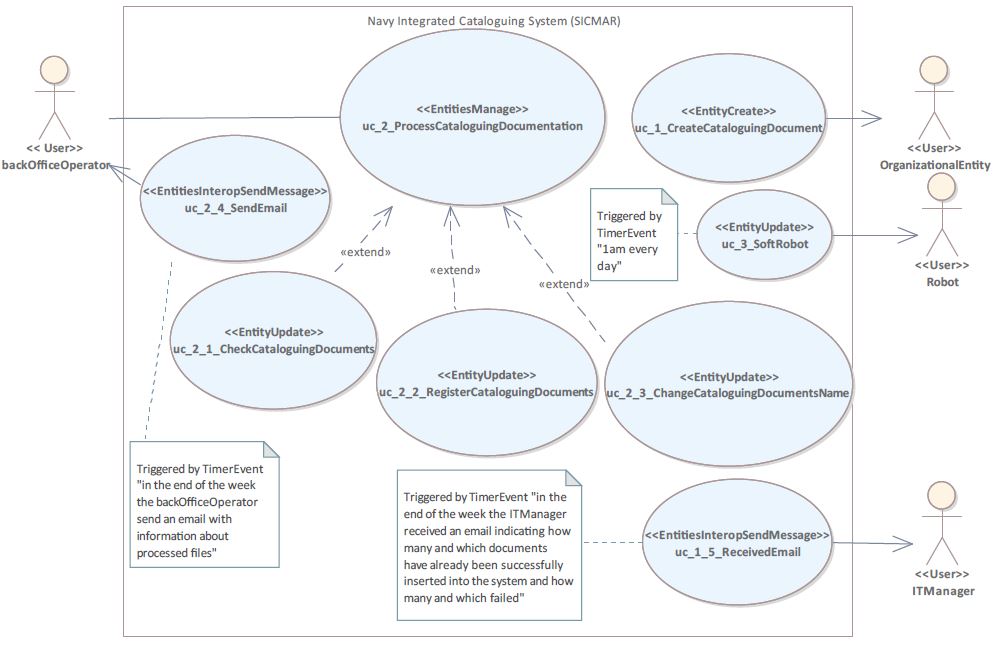 Navy Integrated Cataloguing System (SICMAR)
<<EntitiesManage>>
uc_2_ProcessCataloguingDocumentation
<<EntityCreate>>
uc_1_CreateCataloguingDocument
<< User>>
backOfficeOperator
<<User>>
OrganizationalEntity
<<EntitiesInteropSendMessage>>
uc_2_4_SendEmail
Triggered by
TimerEvent
"1am every
day"
<<EntityUpdate>>
uc_3_SoftRobot
<<User>>
Robot
«extend»
«extend»
«extend»
<<EntityUpdate>>
uc_2_1_CheckCataloguingDocuments
<<EntityUpdate>>
uc_2_2_RegisterCataloguingDocuments
<<EntityUpdate>>
uc_2_3_ChangeCataloguingDocumentsName
Triggered by TimerEvent
"in the end of the week
the backOfficeOperator
send an email with
information about
processed files"
Triggered by TimerEvent "in the
end of the week the ITManager
received an email indicating how
many and which documents
have already been successfully
inserted into the system and how
many and which failed"
<<EntitiesInteropSendMessage>>
uc_1_5_ReceivedEmail
<<User>>
ITManager